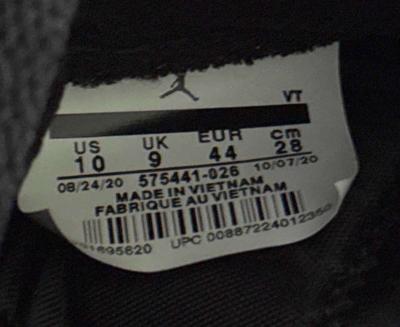 VT
US UK EUR cm
10 9 44 28
08/24/20 575441-026 10/07/20
MADE IN VIETNAM
FABRIQUE AU VIETNAM
UPC